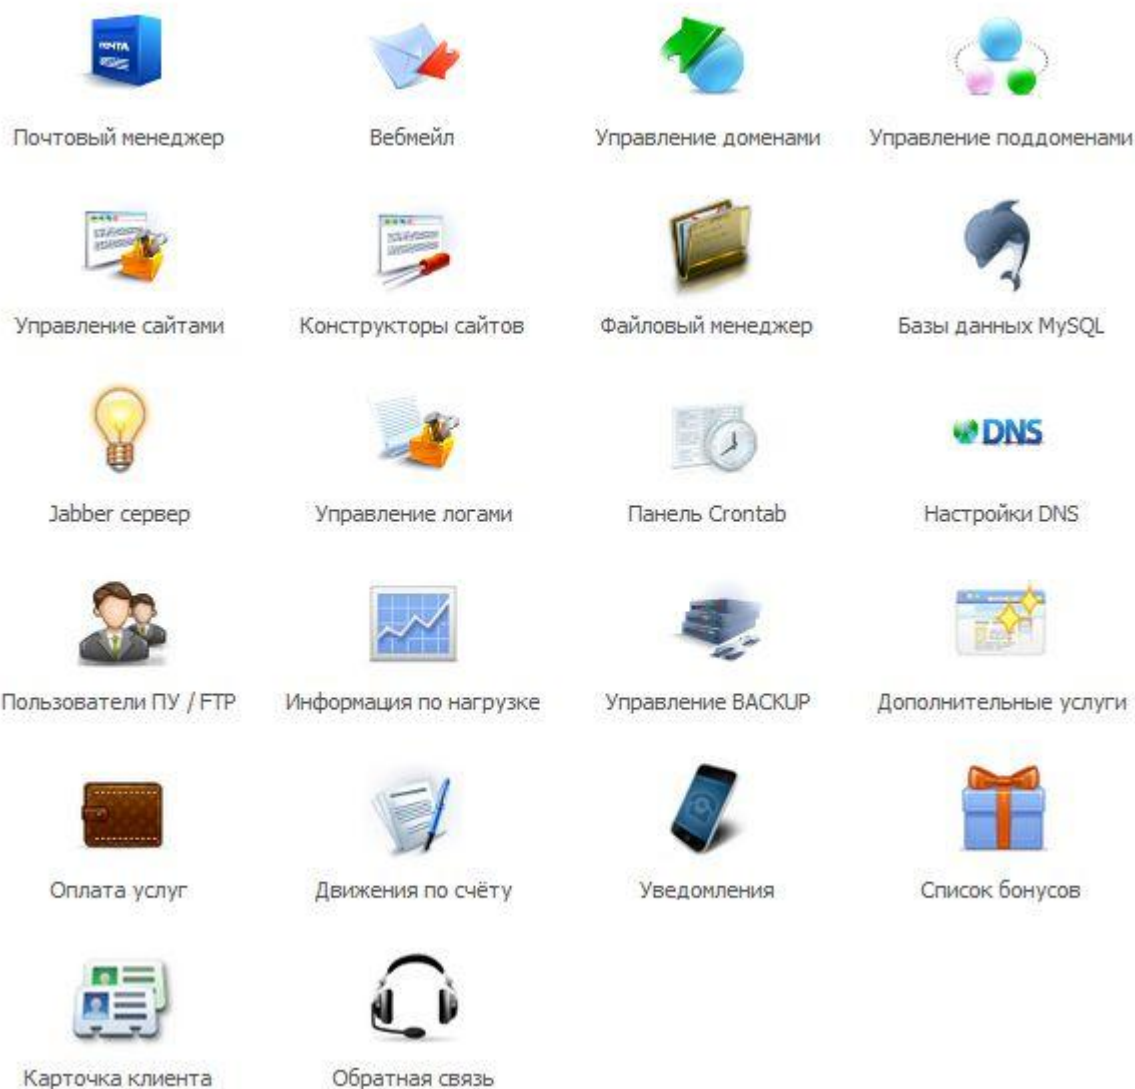 ПОЧТА
Почтовый менеджер
Вебмейл
Управление доменами
Управление поддоменами
Управление сайтами
Конструкторы сайтов
Файловый менеджер
Базы данных MySQL
Jabber сервер
Управление логами
Панель Crontab
DNS
Настройки DNS
Пользователи ПУ / FTP
Информация по нагрузке
Управление BACKUP
Дополнительные услуги
Оплата услуг
Движения по счёту
Уведомления
Список бонусов
Карточка клиента
Обратная связь